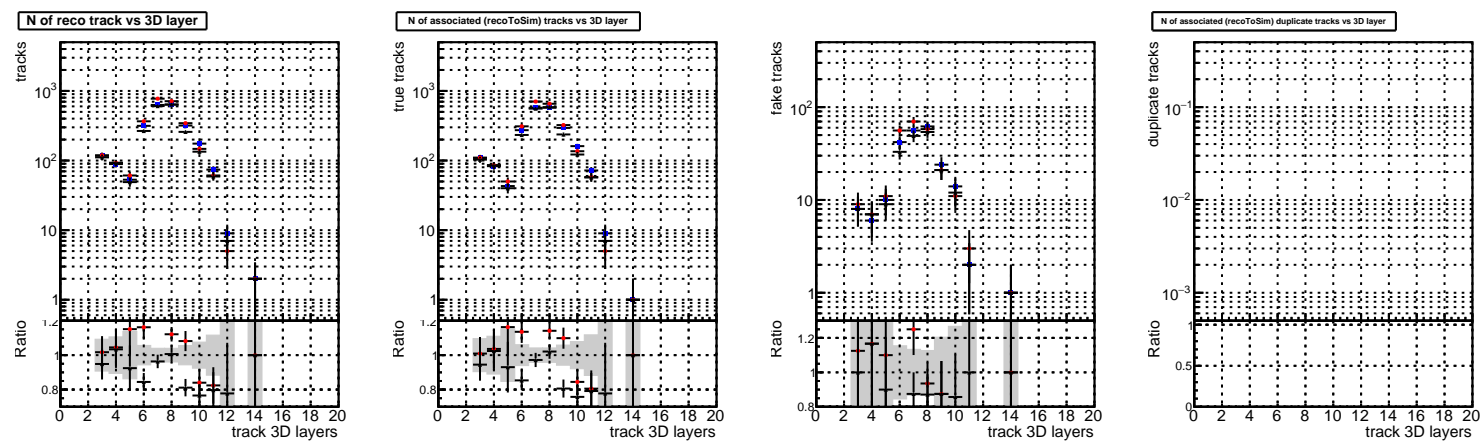 N of reco track vs 3D layer
tracks
10³
10²
10
1
Ratio
1.2
1
0.8
0 2 4 6 8 10 12 14 16 18 20
track 3D layers
N of associated (recoToSim) tracks vs 3D layer
true tracks
10³
10²
10
1
Ratio
1.2
1
0.8
0 2 4 6 8 10 12 14 16 18 20
track 3D layers
fake tracks
10²
10
1
Ratio
1.2
1
0.8
0 2 4 6 8 10 12 14 16 18 20
track 3D layers
N of associated (recoToSim) duplicate tracks vs 3D layer
duplicate tracks
10⁻¹
10⁻²
10⁻³
Ratio
1
0.5
0
0 2 4 6 8 10 12 14 16 18 20
track 3D layers